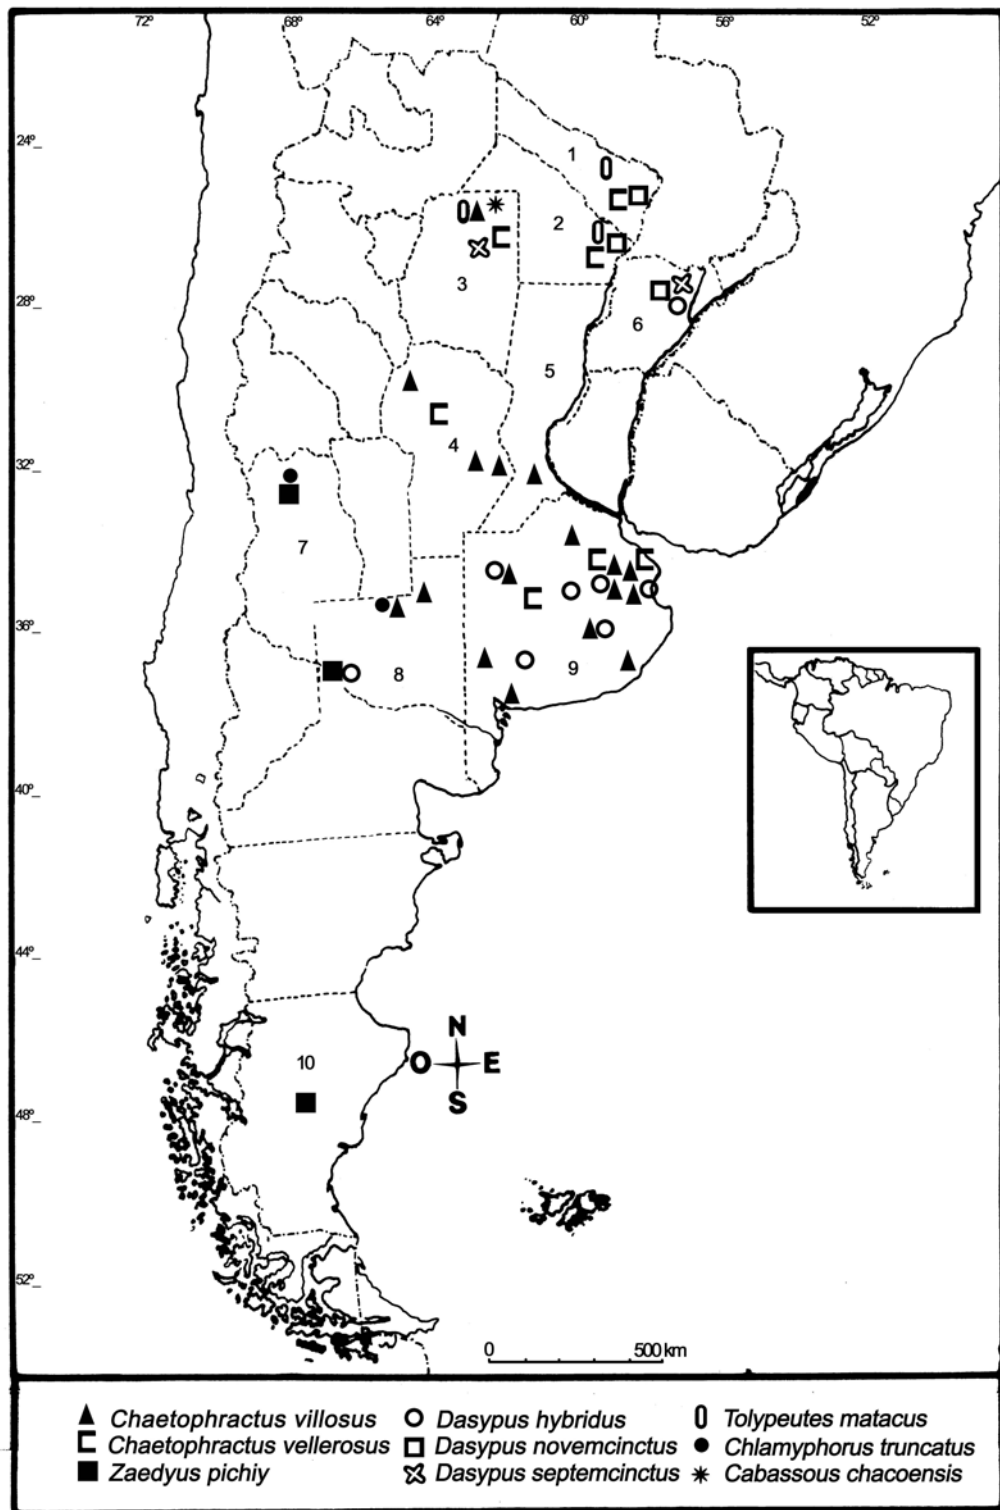 72° 68° 64° 60° 56° 52°
24°
1
2
3
28°
6
5
4
32°
7
36°
8
9
40°
44°
N
10
O E
S
48°
52°
0 500 km
Chaetophractus villosus
Chaetophractus vellerosus
Zaedyus pichiy
Dasypus hybridus
Dasypus novemcinctus
Dasypus septemcinctus
Tolypeutes matacus
Chlamyphorus truncatus
Cabassous chacoensis